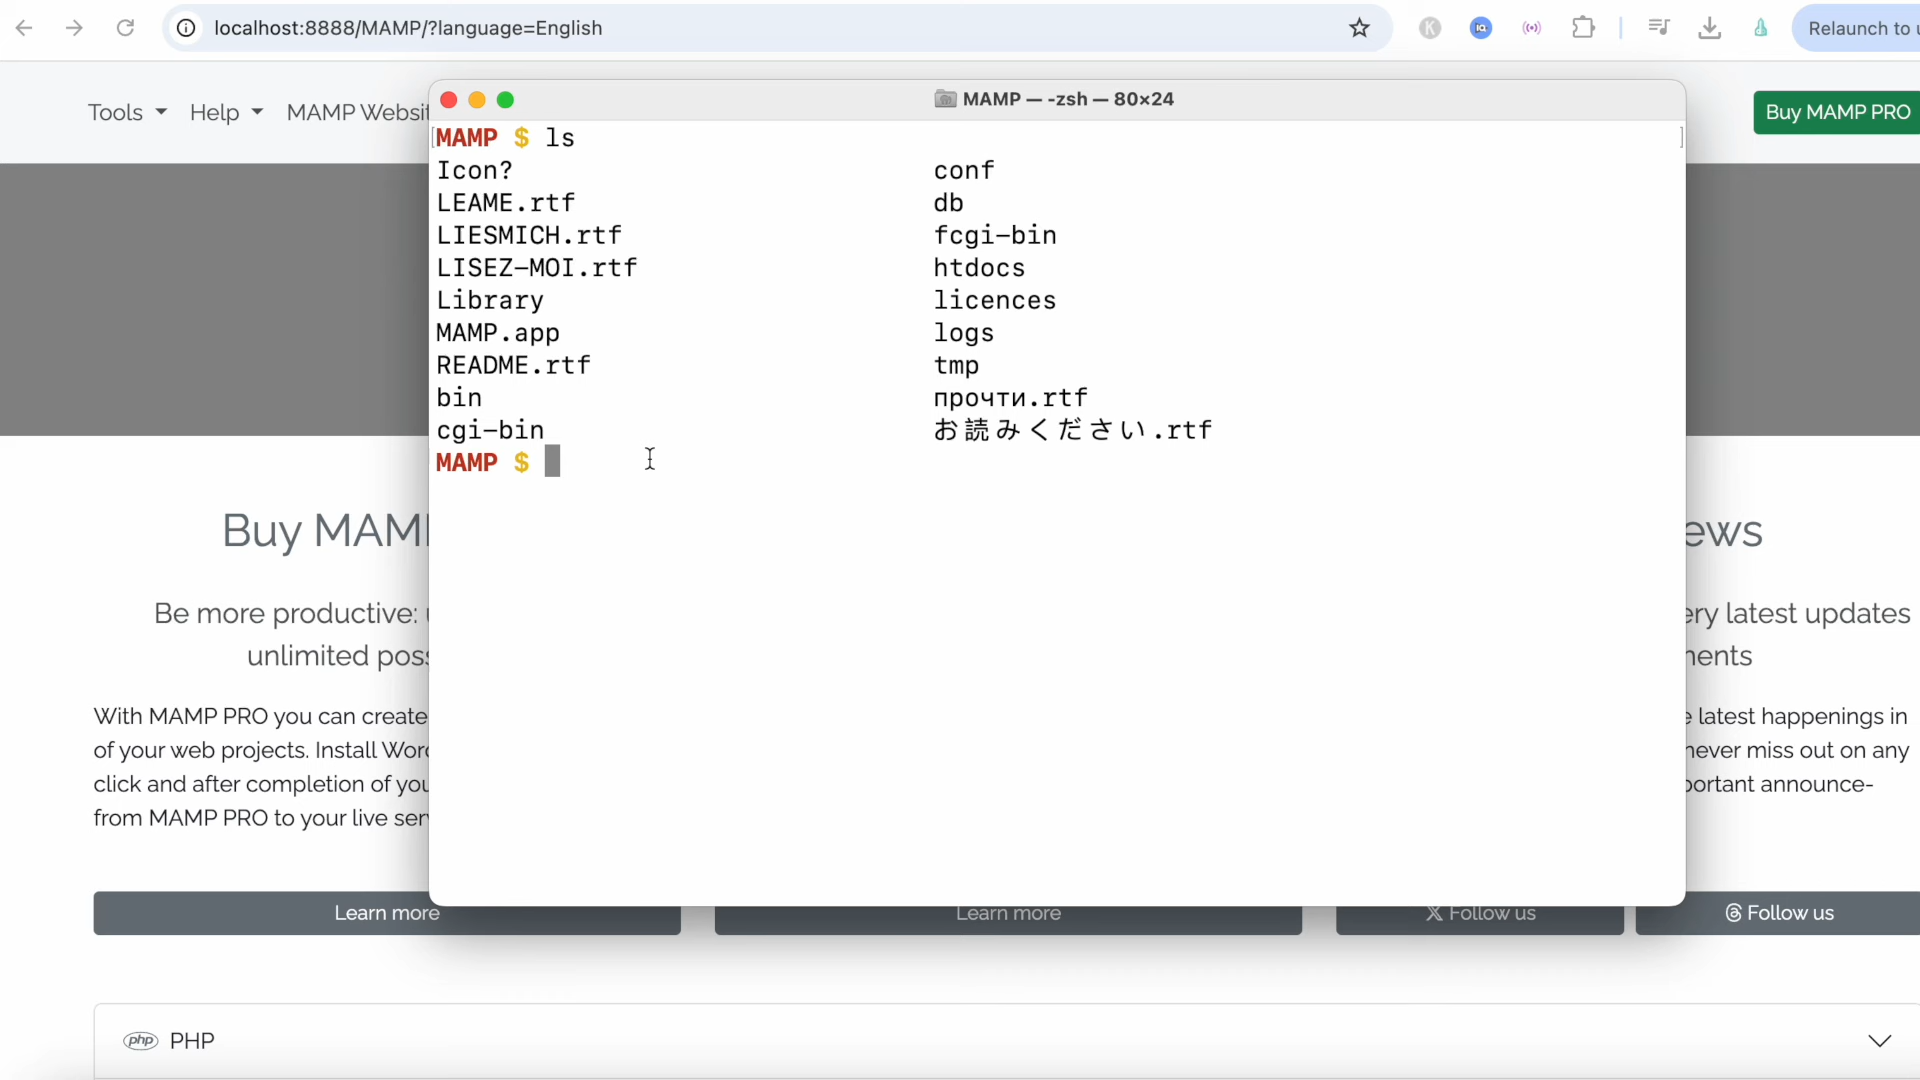 localhost:8888/MAMP/?language=English
Relaunch to u
Tools Help MAMP Websit
Buy MAMP PRO
MAMP — -zsh — 80×24
MAMP $ ls
Icon? conf
LEAME.rtf db
LIESMICH.rtf fcgi-bin
LISEZ-MOI.rtf htdocs
Library licences
MAMP.app logs
README.rtf tmp
bin прочти.rtf
cgi-bin お読みください.rtf
MAMP $
Buy MAM
ews
Be more productive:
unlimited pos
ery latest updates
ents
With MAMP PRO you can create
of your web projects. Install Wor
click and after completion of you
from MAMP PRO to your live ser
latest happenings in
never miss out on any
portant announce-
Learn more
Learn more
X Follow us
Follow us
php PHP